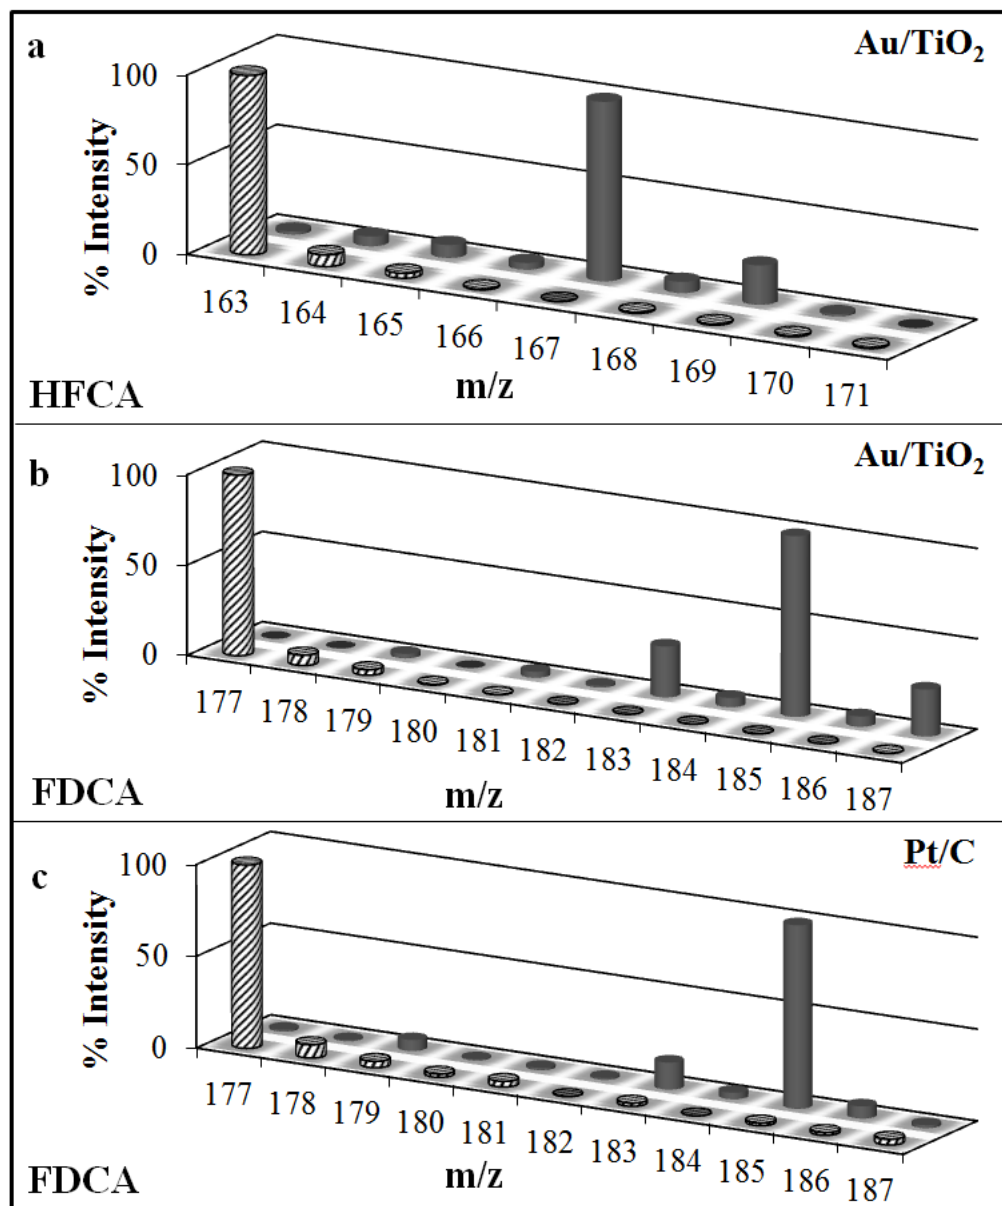 a
Au/TiO₂
100
50
0
% Intensity
163 164 165 166 167 168 169 170 171
m/z
HFCA
b
Au/TiO₂
100
50
0
% Intensity
177 178 179 180 181 182 183 184 185 186 187
m/z
FDCA
c
Pt/C
100
50
0
% Intensity
177 178 179 180 181 182 183 184 185 186 187
m/z
FDCA